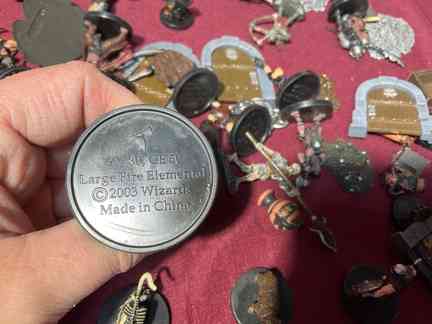 Large Fire Elemental
©2003 Wizards
Made in China